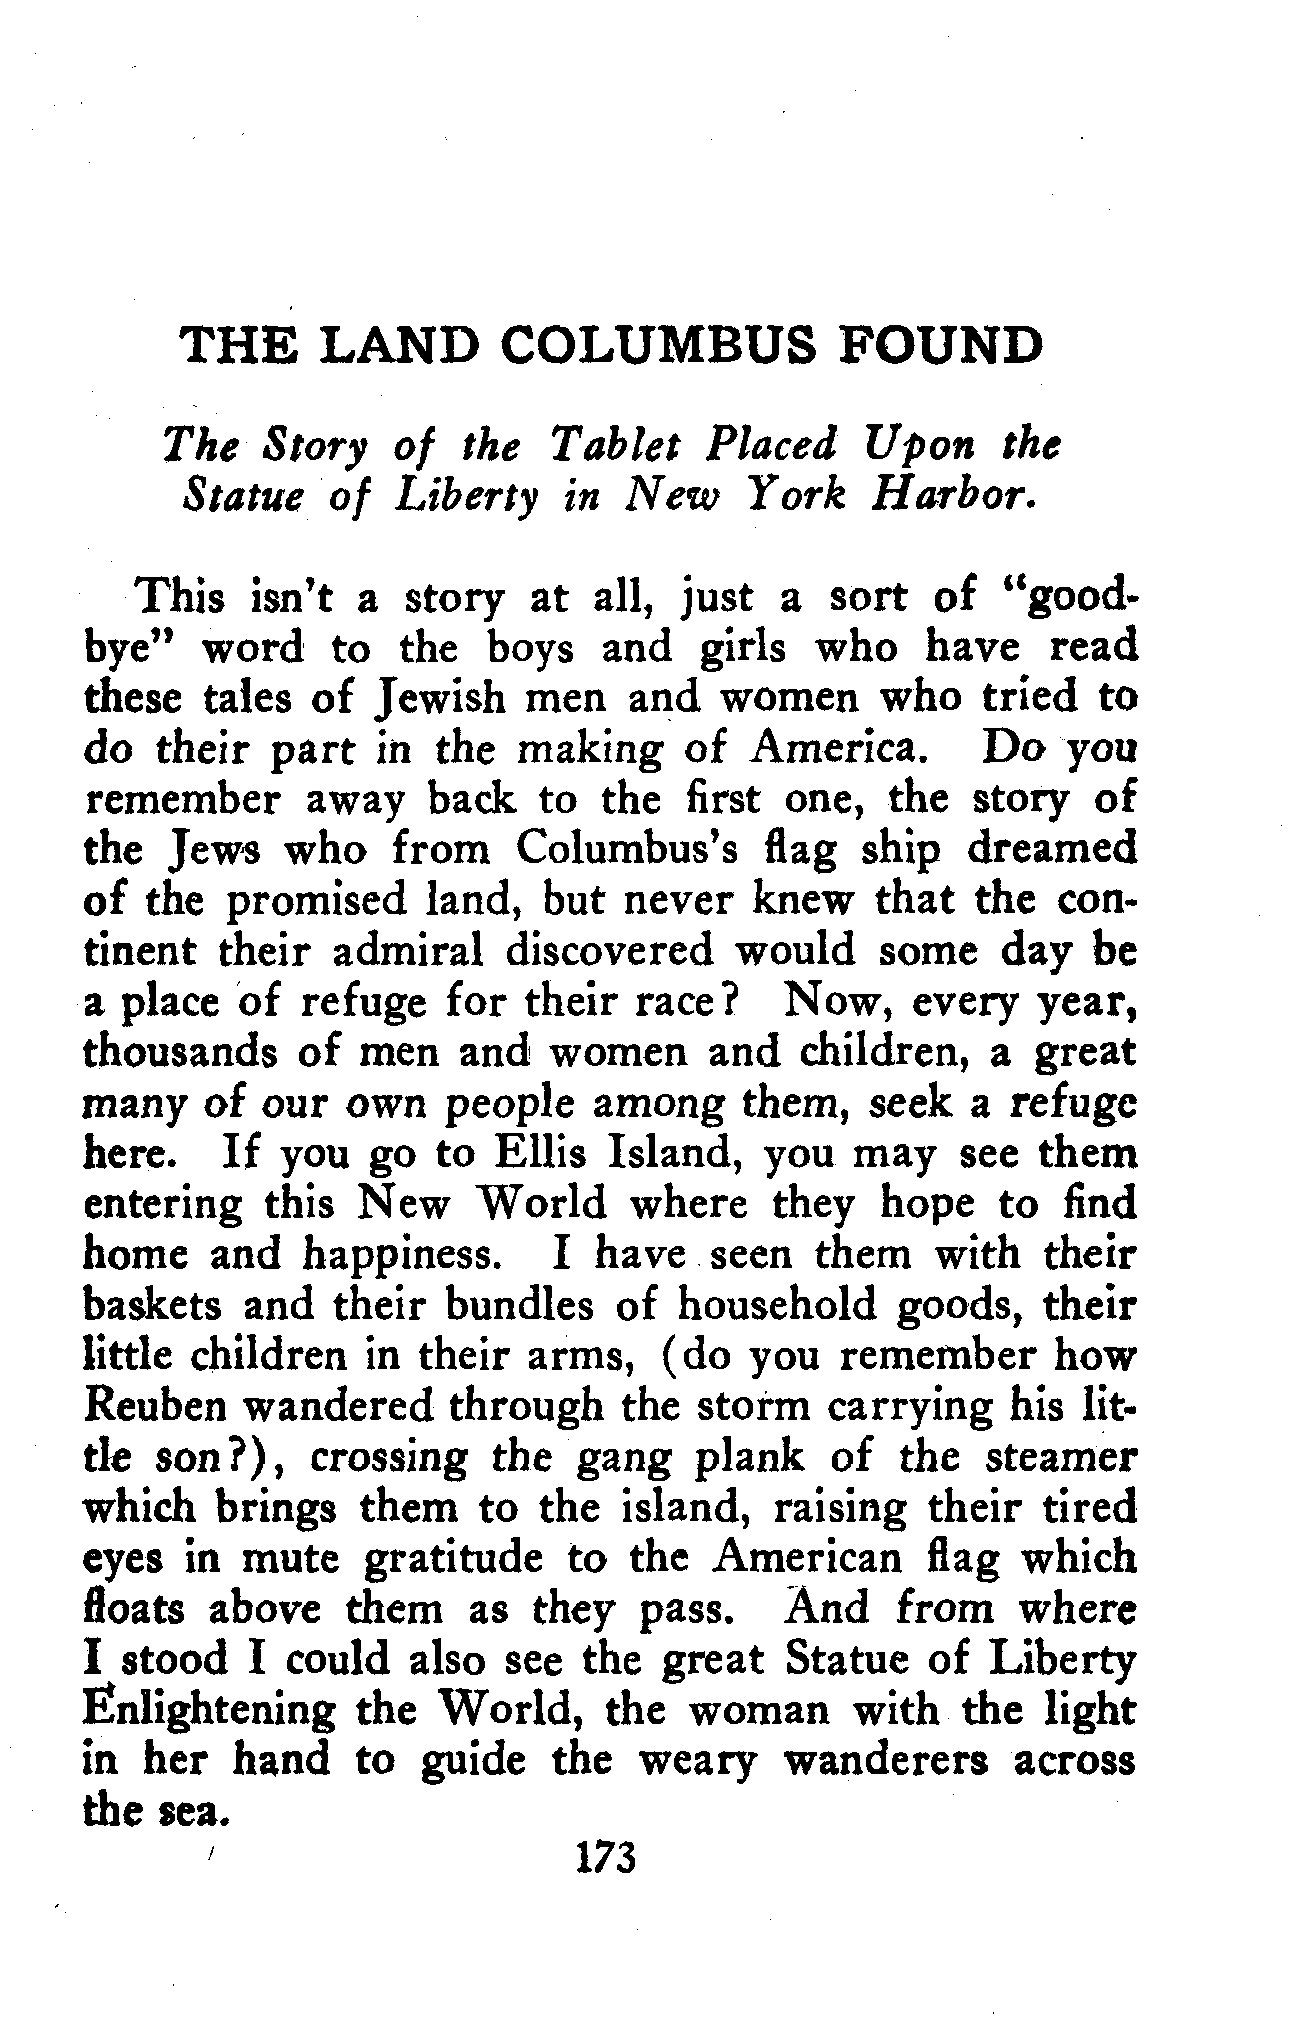 THE LAND COLUMBUS FOUND
The Story of the Tablet Placed Upon the
Statue of Liberty in New York Harbor.
This isn't a story at all, just a sort of "good-
bye" word to the boys and girls who have read
these tales of Jewish men and women who tried to
do their part in the making of America. Do you
remember away back to the first one, the story of
the Jews who from Columbus's flag ship dreamed
of the promised land, but never knew that the con-
tinent their admiral discovered would some day be
a place of refuge for their race? Now, every year,
thousands of men and women and children, a great
many of our own people among them, seek a refuge
here. If you go to Ellis Island, you may see them
entering this New World where they hope to find
home and happiness. I have seen them with their
baskets and their bundles of household goods, their
little children in their arms, (do you remember how
Reuben wandered through the storm carrying his lit-
tle son?), crossing the gang plank of the steamer
which brings them to the island, raising their tired
eyes in mute gratitude to the American flag which
floats above them as they pass. And from where
I stood I could also see the great Statue of Liberty
Enlightening the World, the woman with the light
in her hand to guide the weary wanderers across
the sea.
173